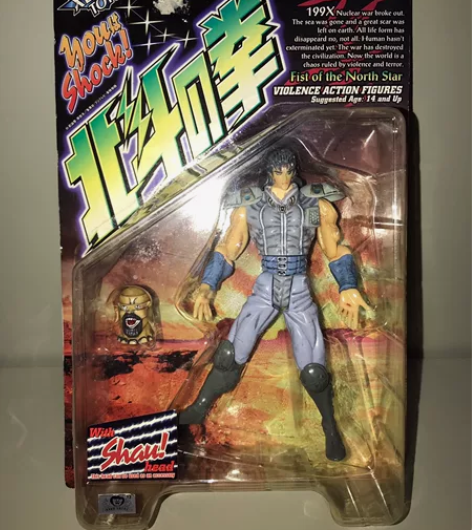 TOYS
You は
Shock!
北斗の拳
199X Nuclear war broke out.
The sea was gone and a great scar was
left on earth. All life form has
disappeared no, not all. Human hasn't
exterminated yet. The war has destroyed
the civilization. Now the world is a
chaos ruled by violence and terror.
Fist of the North Star
VIOLENCE ACTION FIGURES
Suggested Age: 14 and Up
With
Shau!
head